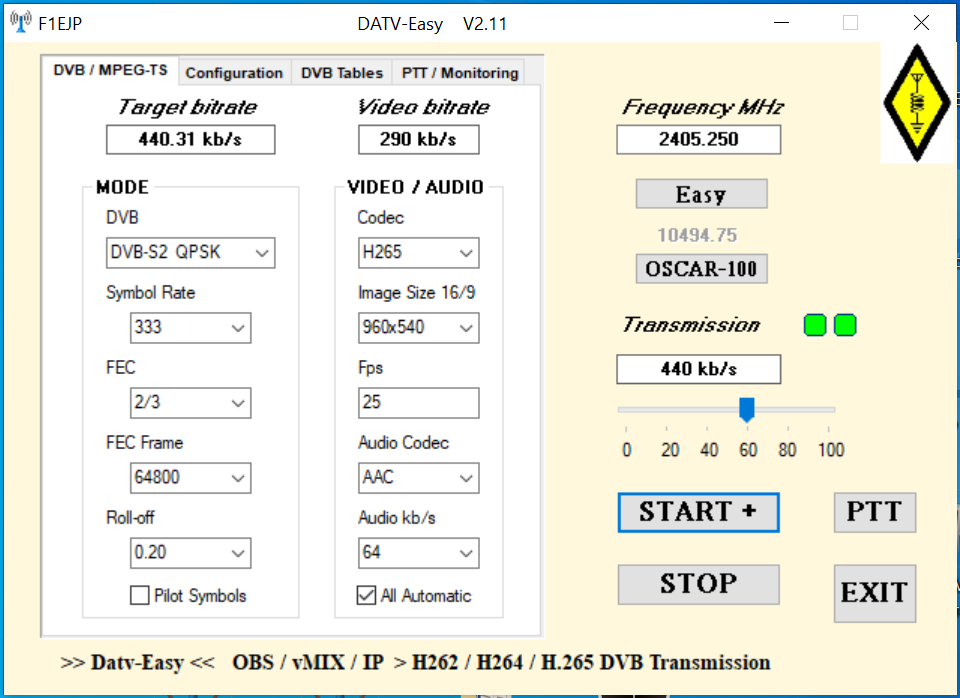 F1EJP
DATV-Easy V2.11
DVB / MPEG-TS
Configuration
DVB Tables
PTT / Monitoring
Target bitrate
440.31 kb/s
Video bitrate
290 kb/s
MODE
DVB
DVB-S2 QPSK
Symbol Rate
333
FEC
2/3
FEC Frame
64800
Roll-off
0.20
Pilot Symbols
VIDEO / AUDIO
Codec
H265
Image Size 16/9
960x540
Fps
25
Audio Codec
AAC
Audio kb/s
64
All Automatic
Frequency MHz
2405.250
Easy
10494.75
OSCAR-100
Transmission
440 kb/s
0 20 40 60 80 100
START +
PTT
STOP
EXIT
>> Datv-Easy << OBS / vMIX / IP > H262 / H264 / H.265 DVB Transmission